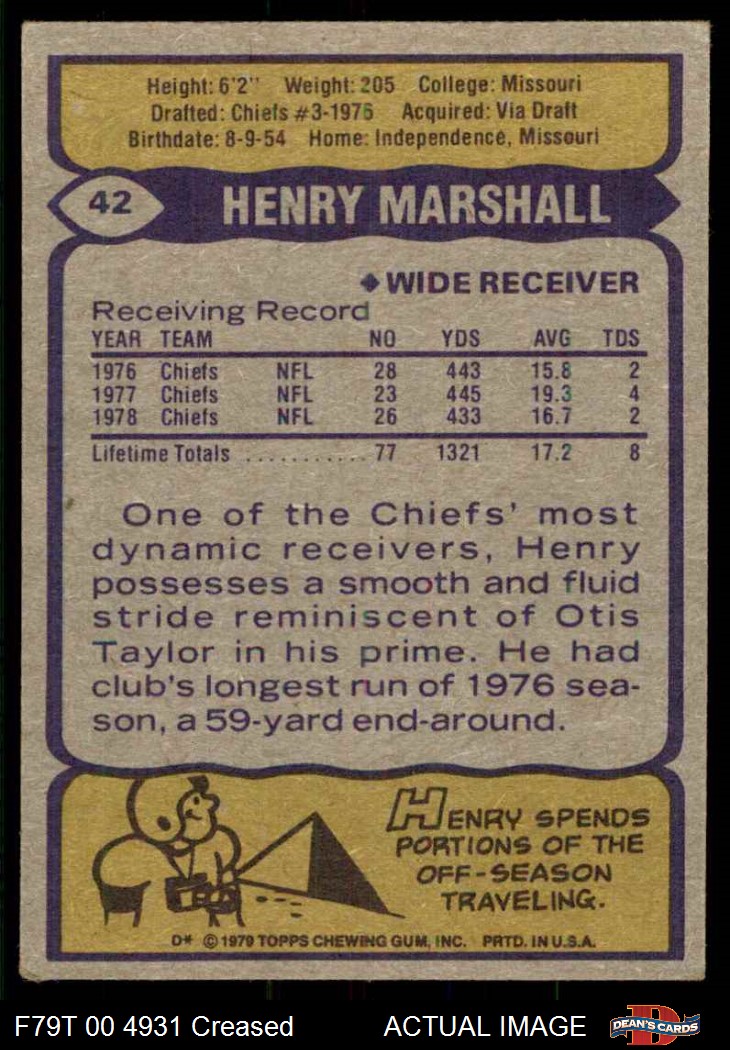 Height: 6'2" Weight: 205 College: Missouri
Drafted: Chiefs #3-1976 Acquired: Via Draft
Birthdate: 8-9-54 Home: Independence, Missouri
42 HENRY MARSHALL
◆ WIDE RECEIVER
Receiving Record
YEAR TEAM NO YDS AVG TDS
1976 Chiefs NFL 28 443 15.8 2
1977 Chiefs NFL 23 445 19.3 4
1978 Chiefs NFL 26 433 16.7 2
Lifetime Totals ........... 77 1321 17.2 8
One of the Chiefs' most
dynamic receivers, Henry
possesses a smooth and fluid
stride reminiscent of Otis
Taylor in his prime. He had
club's longest run of 1976 sea-
son, a 59-yard end-around.
HENRY SPENDS
PORTIONS OF THE
OFF-SEASON
TRAVELING.
D* © 1979 TOPPS CHEWING GUM, INC. PRTD. IN U.S.A.
F79T 00 4931 Creased ACTUAL IMAGE DEAN'S CARDS